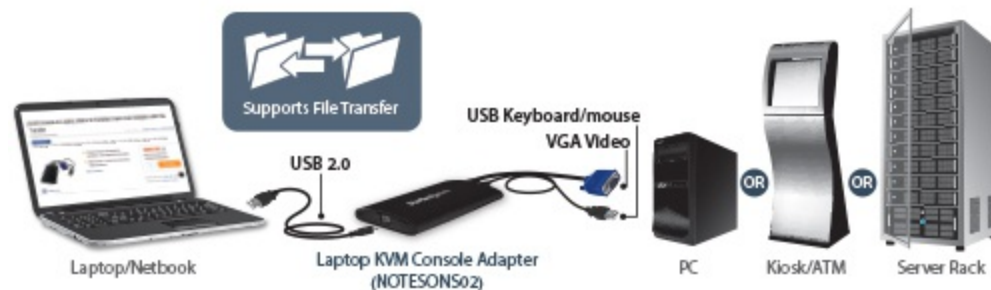 Supports File Transfer
USB Keyboard/mouse
VGA Video
USB 2.0
OR
OR
Laptop KVM Console Adapter
(NOTESONS02)
Laptop/Netbook
PC
Kiosk/ATM
Server Rack